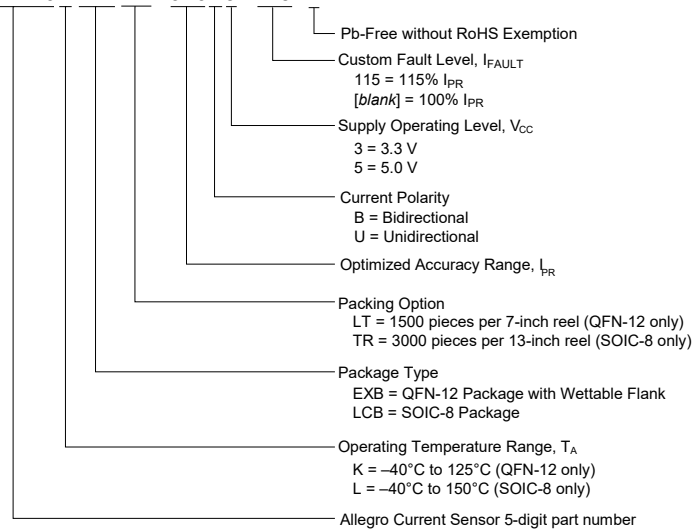 Pb-Free without RoHS Exemption
Custom Fault Level, IFAULT
115 = 115% IPR
[blank] = 100% IPR
Supply Operating Level, VCC
3 = 3.3 V
5 = 5.0 V
Current Polarity
B = Bidirectional
U = Unidirectional
Optimized Accuracy Range, IPR
Packing Option
LT = 1500 pieces per 7-inch reel (QFN-12 only)
TR = 3000 pieces per 13-inch reel (SOIC-8 only)
Package Type
EXB = QFN-12 Package with Wettable Flank
LCB = SOIC-8 Package
Operating Temperature Range, TA
K = –40°C to 125°C (QFN-12 only)
L = –40°C to 150°C (SOIC-8 only)
Allegro Current Sensor 5-digit part number